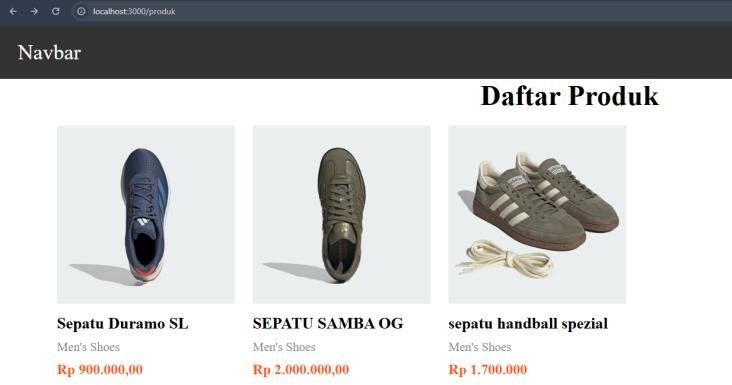 localhost:3000/produk
Navbar
Daftar Produk
Sepatu Duramo SL
Men's Shoes
Rp 900.000,00
SEPATU SAMBA OG
Men's Shoes
Rp 2.000.000,00
sepatu handball spezial
Men's Shoes
Rp 1.700.000